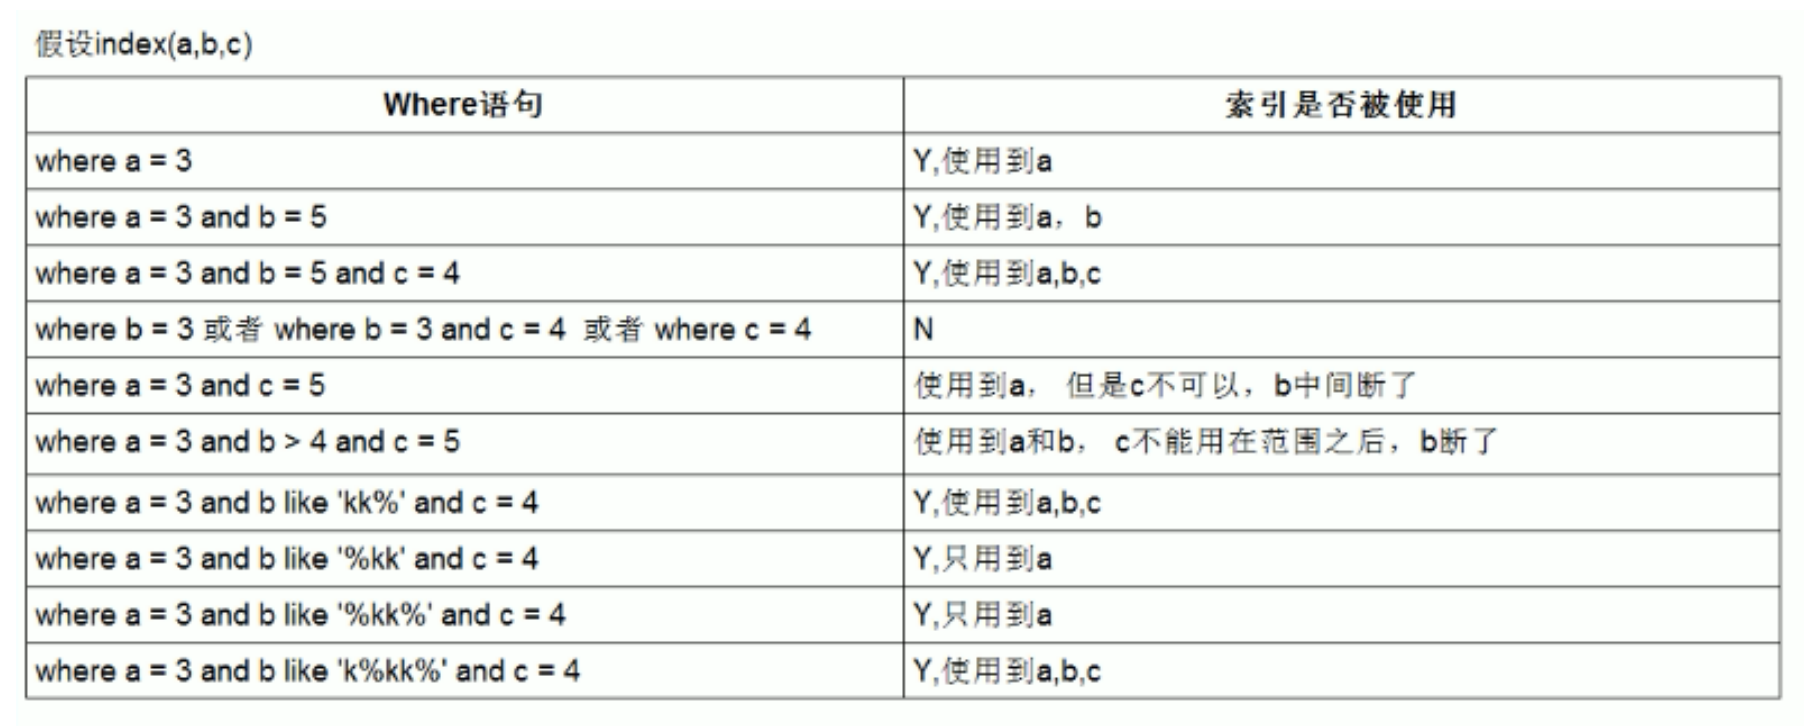 假设index(a,b,c)
Where语句 索引是否被使用
where a = 3 Y,使用到a
where a = 3 and b = 5 Y,使用到a，b
where a = 3 and b = 5 and c = 4 Y,使用到a,b,c
where b = 3 或者 where b = 3 and c = 4 或者 where c = 4 N
where a = 3 and c = 5 使用到a， 但是c不可以，b中间断了
where a = 3 and b > 4 and c = 5 使用到a和b， c不能用在范围之后，b断了
where a = 3 and b like 'kk%' and c = 4 Y,使用到a,b,c
where a = 3 and b like '%kk' and c = 4 Y,只用到a
where a = 3 and b like '%kk%' and c = 4 Y,只用到a
where a = 3 and b like 'k%kk%' and c = 4 Y,使用到a,b,c